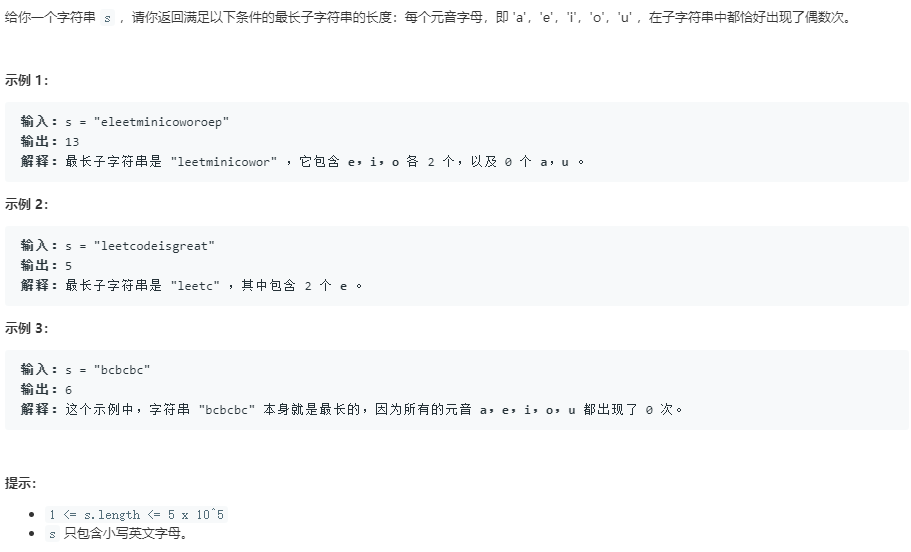 给你一个字符串 s ，请你返回满足以下条件的最长子字符串的长度：每个元音字母，即 'a'，'e'，'i'，'o'，'u' ，在子字符串中都恰好出现了偶数次。
示例 1：
输入：s = "eleetminicoworoep"
输出：13
解释：最长子字符串是 "leetminicowor" ，它包含 e，i，o 各 2 个，以及 0 个 a，u 。
示例 2：
输入：s = "leetcodeisgreat"
输出：5
解释：最长子字符串是 "leetc" ，其中包含 2 个 e 。
示例 3：
输入：s = "bcbcbc"
输出：6
解释：这个示例中，字符串 "bcbcbc" 本身就是最长的，因为所有的元音 a，e，i，o，u 都出现了 0 次。
提示：
1 <= s.length <= 5 x 10^5
s 只包含小写英文字母。